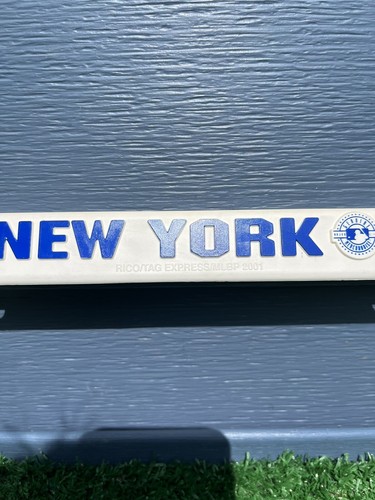 NEW YORK
RICO/TAG EXPRESS/MLBP 2001